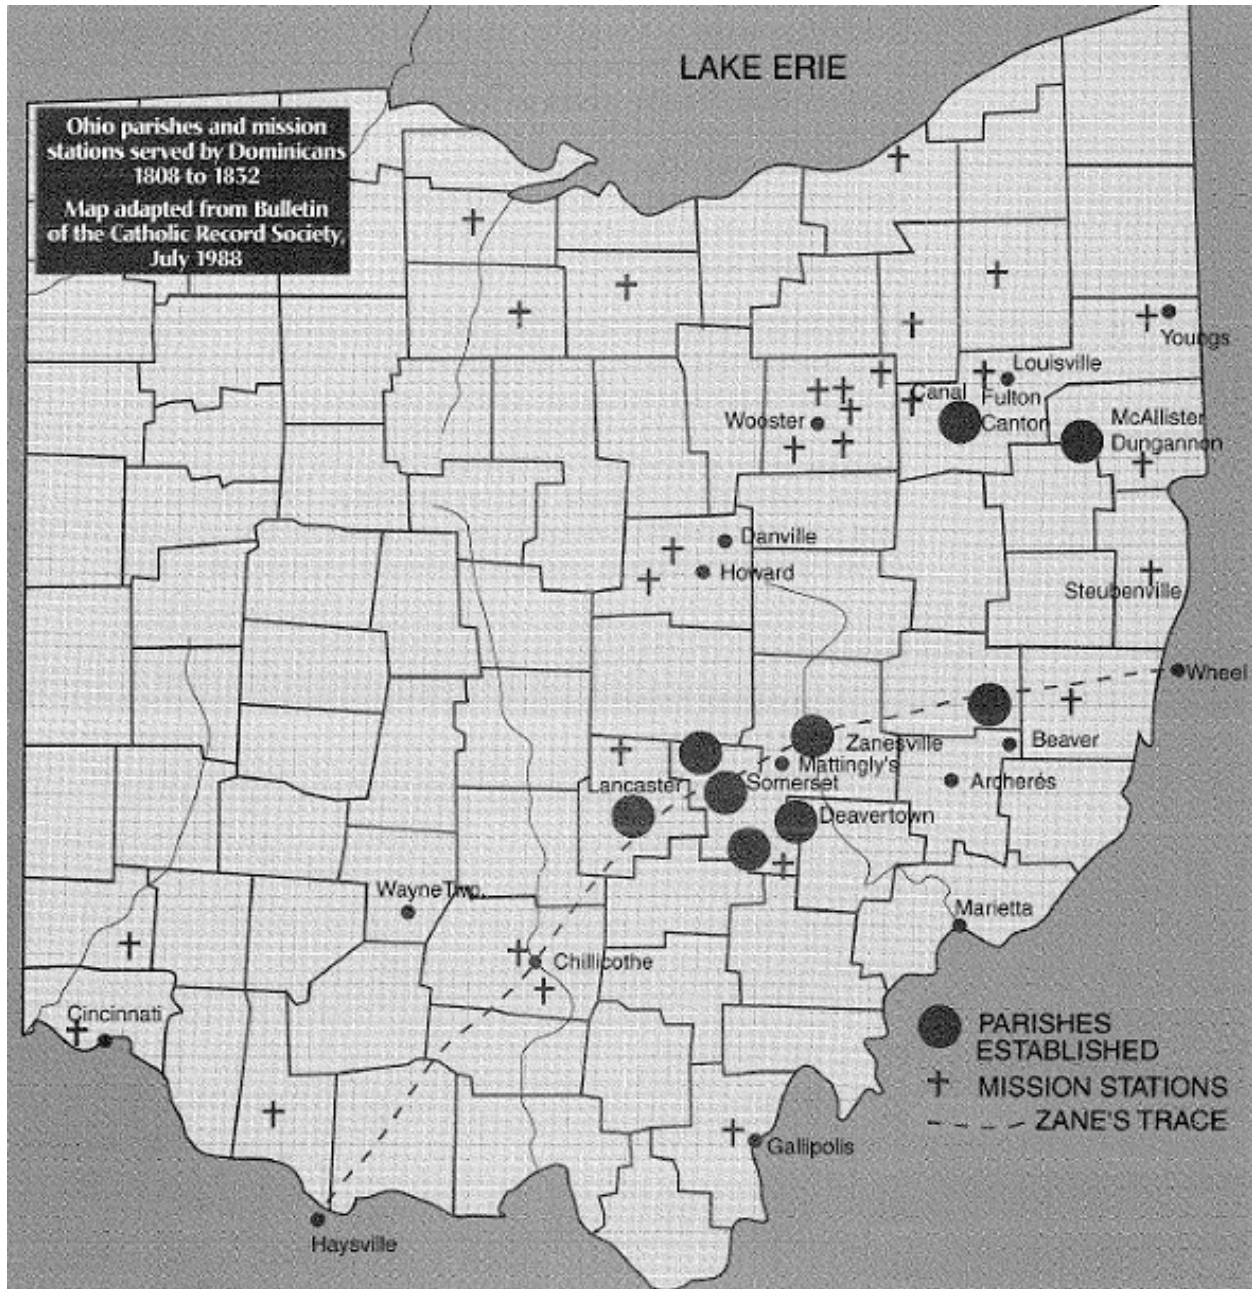 LAKE ERIE
Ohio parishes and mission
stations served by Dominicans
1808 to 1832
Map adapted from Bulletin
of the Catholic Record Society,
July 1988
Youngs
Louisville
Canal Fulton
Canton
McAllister
Dungannon
Wooster
Danville
Howard
Steubenville
Wheel
Zanesville
Beaver
Mattingly's
Lancaster
Somerset
Archerés
Deavertown
Wayne Twp.
Marietta
Chillicothe
Cincinnati
PARISHES
ESTABLISHED
MISSION STATIONS
ZANE'S TRACE
Gallipolis
Haysville